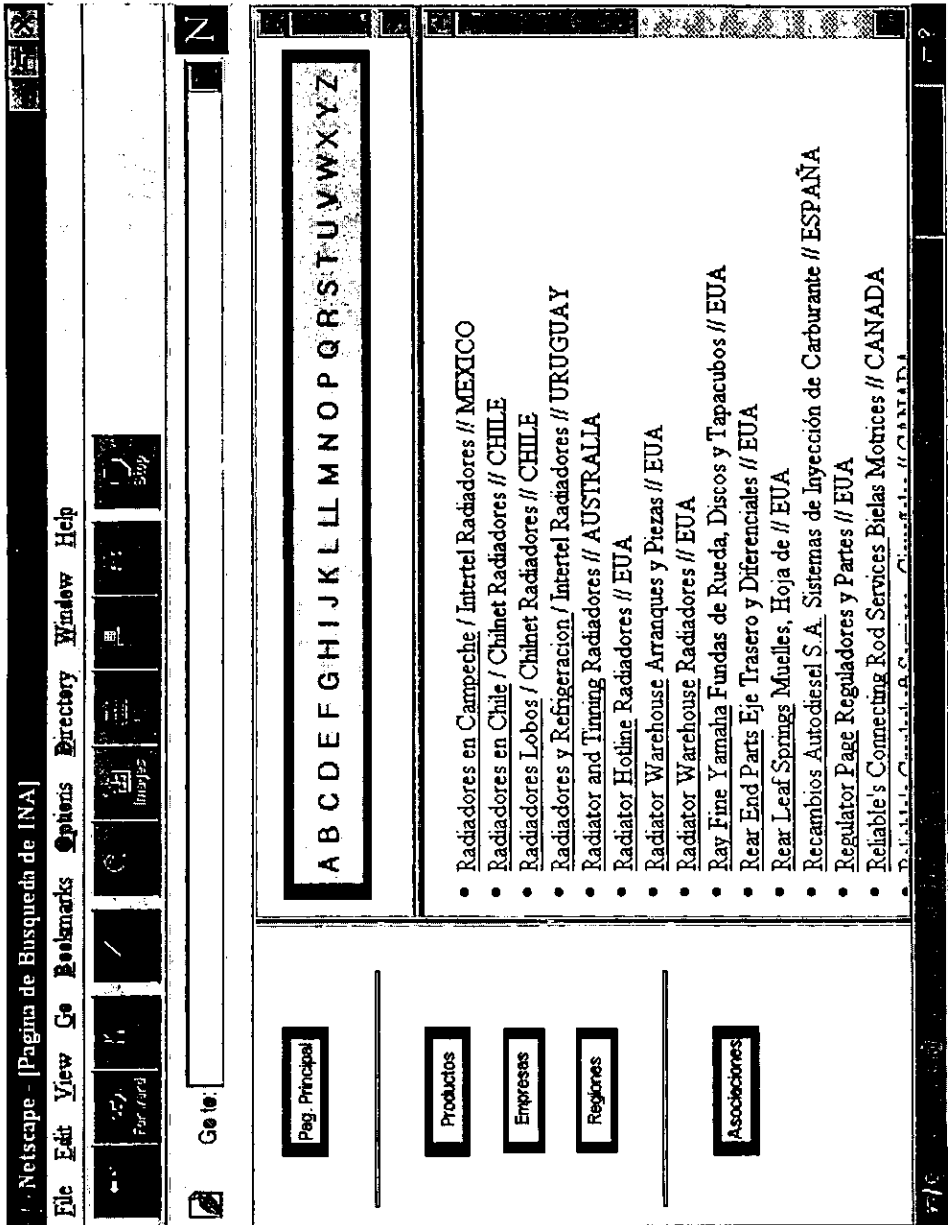 Netscape - [Pagina de Busqueda de INA]
File Edit View Go Bookmarks Options Directory Window Help
Forward Images Stop
Go to:
N
Pag. Principal
Productos
Empresas
Regiones
Asociaciones
A B C D E F G H I J K L LL M N O P Q R S T U V W X Y Z
• Radiadores en Campeche / Intertel Radiadores // MEXICO
• Radiadores en Chile / Chilnet Radiadores // CHILE
• Radiadores Lobos / Chilnet Radiadores // CHILE
• Radiadores y Refrigeracion / Intertel Radiadores // URUGUAY
• Radiator and Tinning Radiadores // AUSTRALIA
• Radiator Hotline Radiadores // EUA
• Radiator Warehouse Arranques y Piezas // EUA
• Radiator Warehouse Radiadores // EUA
• Ray Fine Yamaha Fundas de Rueda, Discos y Tapacubos // EUA
• Rear End Parts Eje Trasero y Diferenciales // EUA
• Rear Leaf Springs Muelles, Hoja de // EUA
• Recambios Autodiesel S.A. Sistemas de Inyección de Carburante // ESPAÑA
• Regulator Page Reguladores y Partes // EUA
• Reliable's Connecting Rod Services Bielas Motrices // CANADA